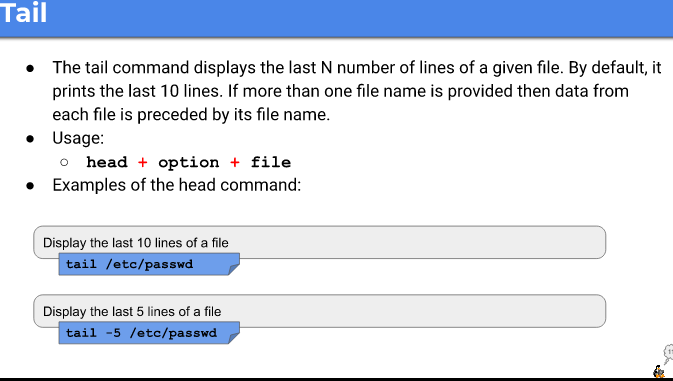 Tail
● The tail command displays the last N number of lines of a given file. By default, it
prints the last 10 lines. If more than one file name is provided then data from
each file is preceded by its file name.
● Usage:
○ head + option + file
● Examples of the head command:
Display the last 10 lines of a file
tail /etc/passwd
Display the last 5 lines of a file
tail -5 /etc/passwd